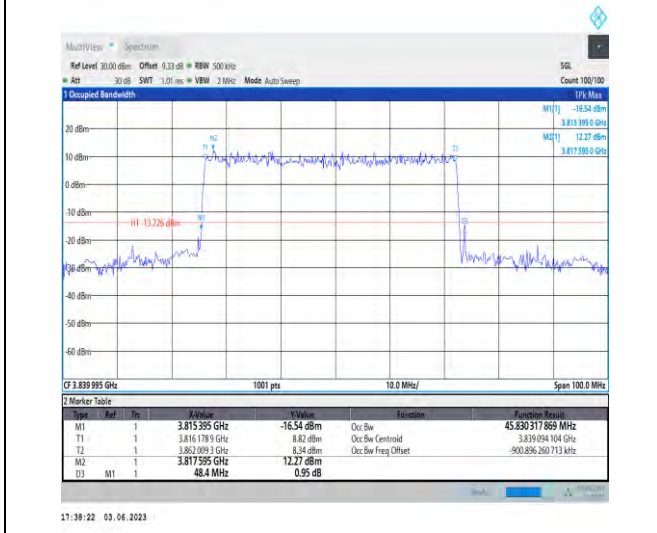 MultiView Spectrum
Ref Level 30.00 dBm Offset 9.33 dB RBW 500 kHz SGL
Att 30 dB SWT 1.01 ms VBW 2 MHz Mode Auto Sweep Count 100/100
1 Occupied Bandwidth 1Pk Max
M1[1] -16.54 dBm
3.815 395 0 GHz
M2[1] 12.27 dBm
3.817 595 0 GHz
20 dBm
M2
T1 T2
10 dBm
0 dBm
-10 dBm
H1 -13.726 dBm
M1 D3
-20 dBm
-30 dBm
-40 dBm
-50 dBm
-60 dBm
CF 3.839 995 GHz 1001 pts 10.0 MHz/ Span 100.0 MHz
2 Marker Table
Type Ref Trc X-Value Y-Value Function Function Result
M1 1 3.815 395 GHz -16.54 dBm Occ Bw 45.830 317 869 MHz
T1 1 3.816 178 9 GHz 8.82 dBm Occ Bw Centroid 3.839 094 104 GHz
T2 1 3.862 009 3 GHz 8.34 dBm Occ Bw Freq Offset -900.896 260 713 kHz
M2 1 3.817 595 GHz 12.27 dBm
D3 M1 1 48.4 MHz 0.95 dB
17:38:22 03.06.2023